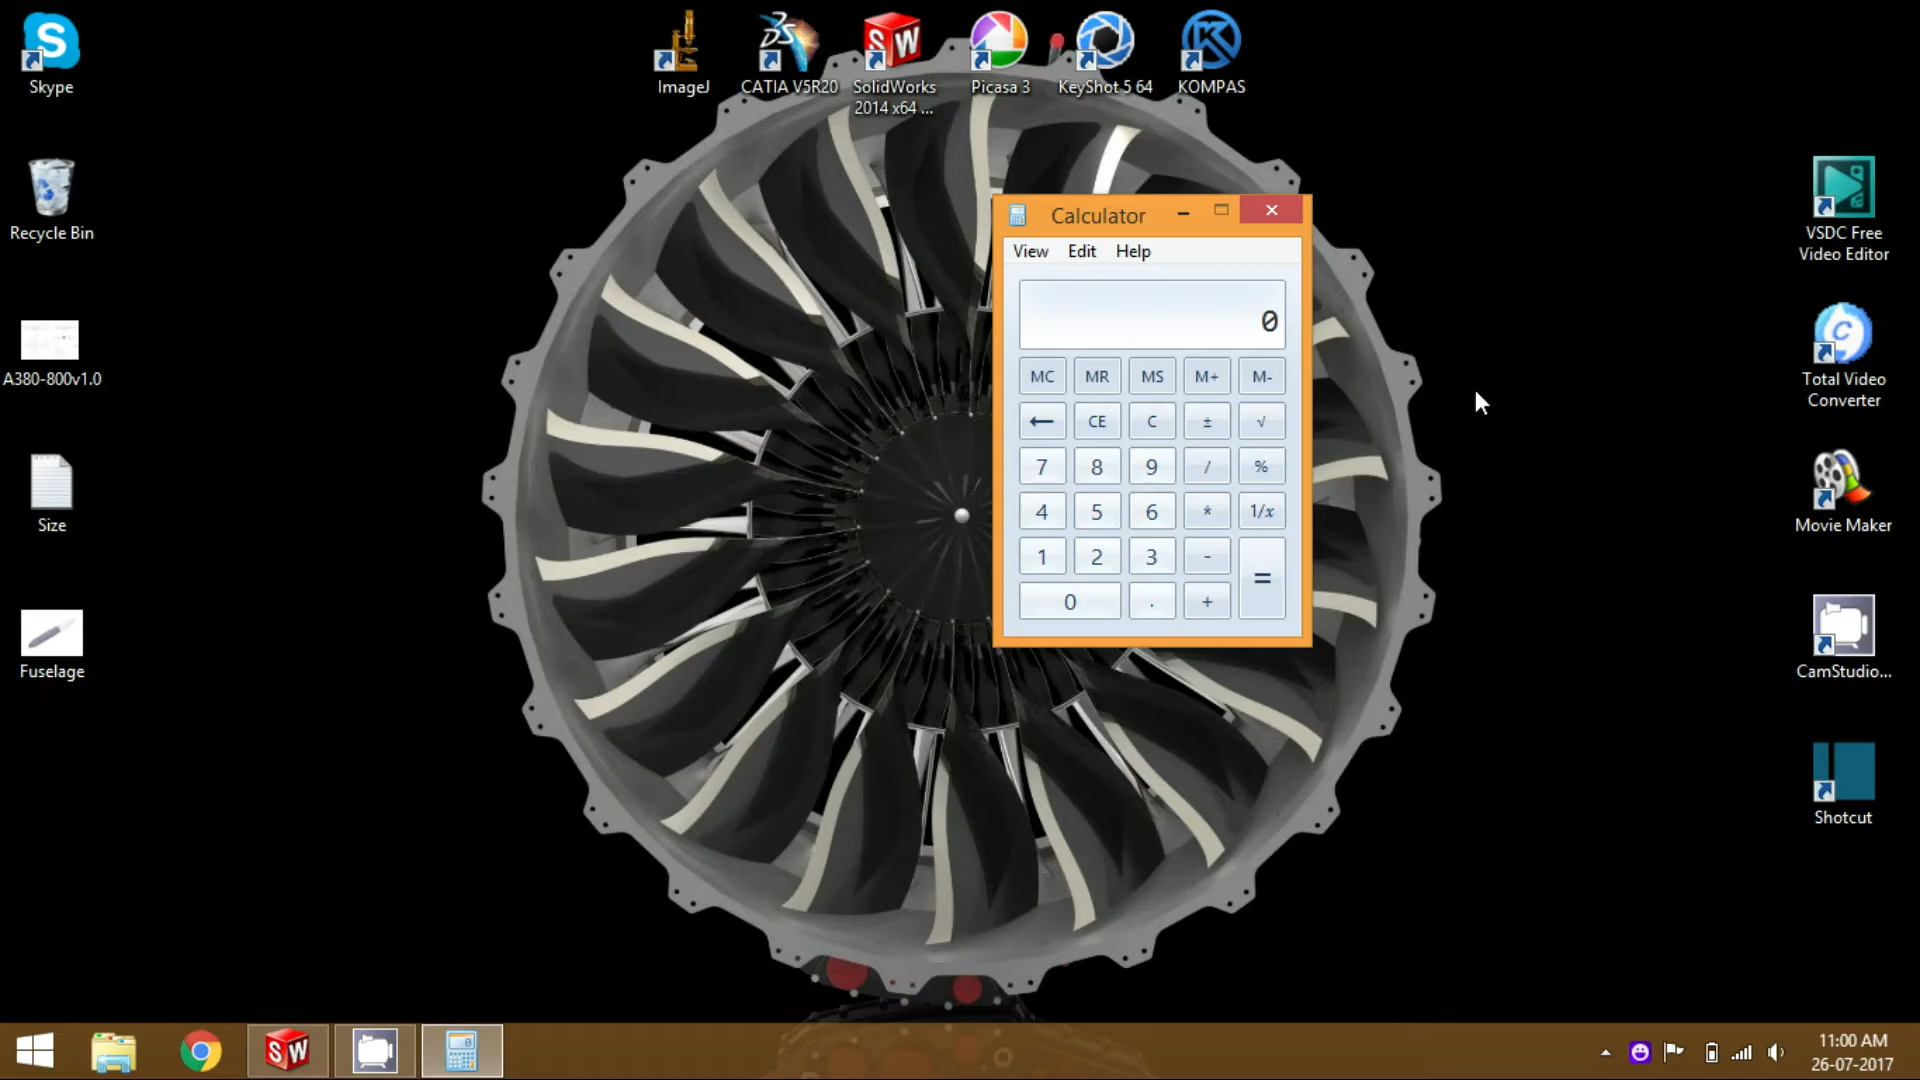 Skype
Recycle Bin
A380-800v1.0
Size
Fuselage
ImageJ
CATIA V5R20
SolidWorks
2014 x64 ...
Picasa 3
KeyShot 5 64
KOMPAS
VSDC Free
Video Editor
Total Video
Converter
Movie Maker
CamStudio...
Shotcut
Calculator
View Edit Help
0
MC MR MS M+ M-
← CE C ± √
7 8 9 / %
4 5 6 * 1/x
1 2 3 - =
0 . +
11:00 AM
26-07-2017